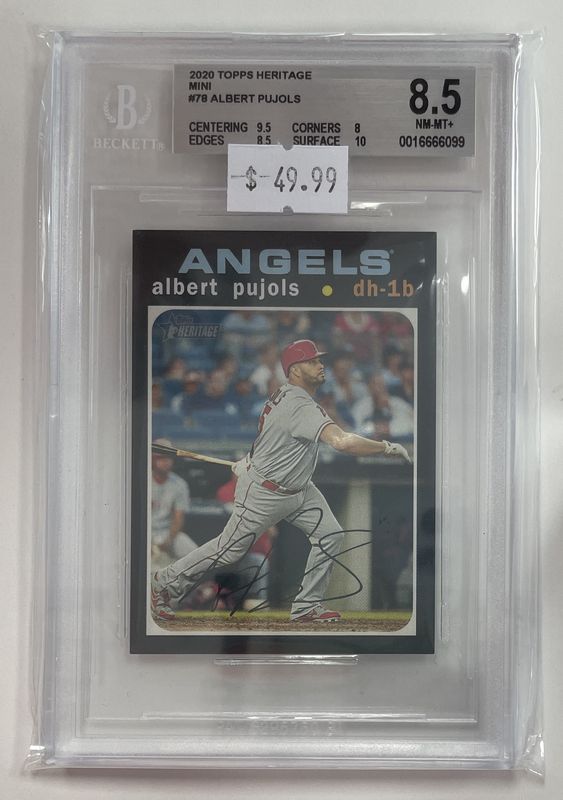 2020 TOPPS HERITAGE
MINI
#78 ALBERT PUJOLS
CENTERING 9.5 CORNERS 8
EDGES 8.5 SURFACE 10
8.5
NM-MT+
0016666099
B
BECKETT®
$ 49.99
ANGELS
albert pujols • dh-1b
Topps
HERITAGE